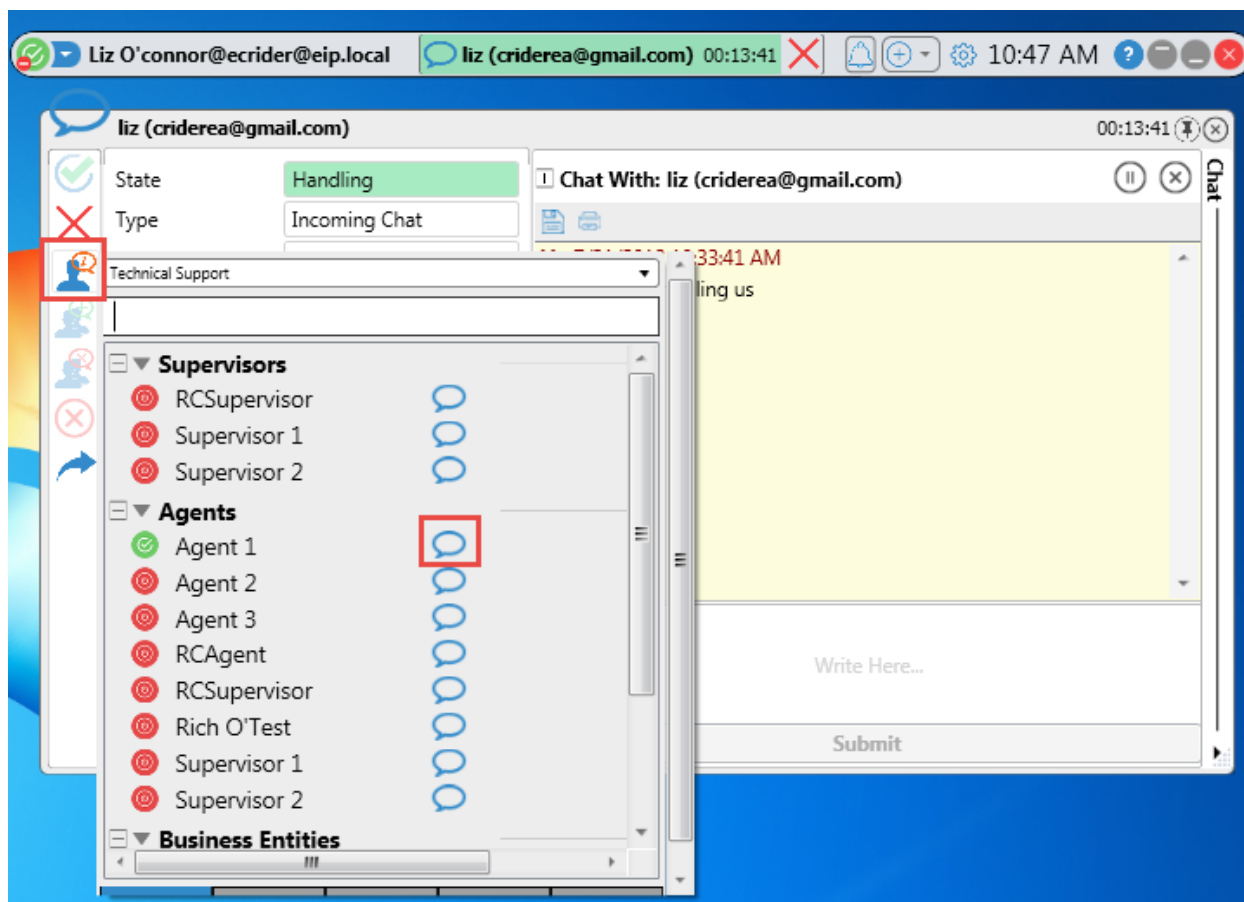 Liz O'connor@ecrider@eip.local liz (criderea@gmail.com) 00:13:41 10:47 AM ?
liz (criderea@gmail.com) 00:13:41
State Handling
Type Incoming Chat
Chat With: liz (criderea@gmail.com)
Chat
Technical Support
:33:41 AM
ling us
Supervisors
RCSupervisor
Supervisor 1
Supervisor 2
Agents
Agent 1
Agent 2
Agent 3
RCAgent
RCSupervisor
Rich O'Test
Supervisor 1
Supervisor 2
Business Entities
Write Here...
Submit